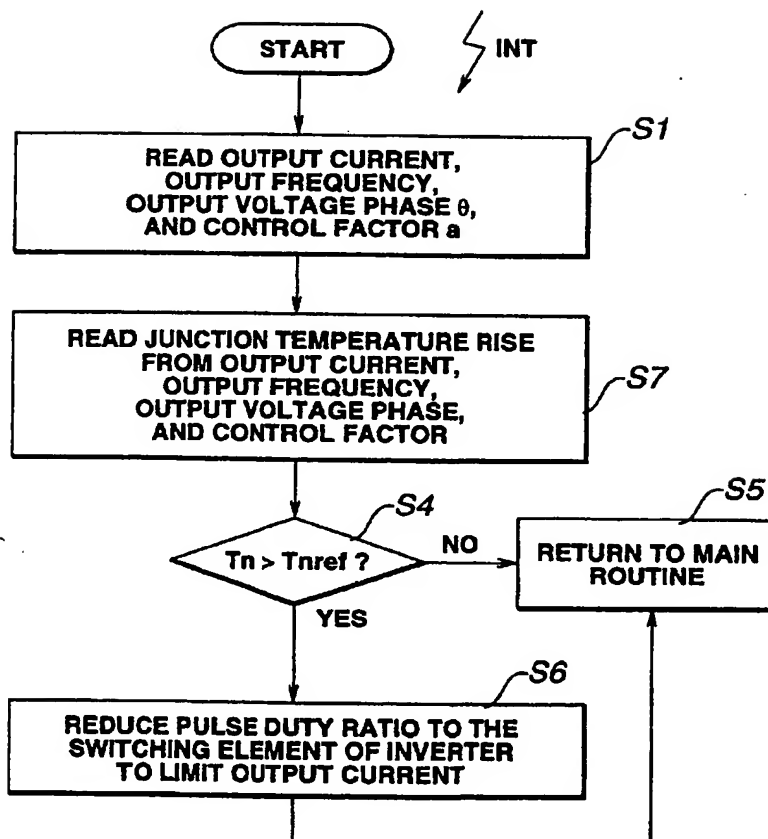 START
INT
S1
READ OUTPUT CURRENT,
OUTPUT FREQUENCY,
OUTPUT VOLTAGE PHASE θ,
AND CONTROL FACTOR a
READ JUNCTION TEMPERATURE RISE
FROM OUTPUT CURRENT,
OUTPUT FREQUENCY,
OUTPUT VOLTAGE PHASE,
AND CONTROL FACTOR
S7
S4
S5
Tn > Tnref ?
NO
RETURN TO MAIN
ROUTINE
YES
S6
REDUCE PULSE DUTY RATIO TO THE
SWITCHING ELEMENT OF INVERTER
TO LIMIT OUTPUT CURRENT